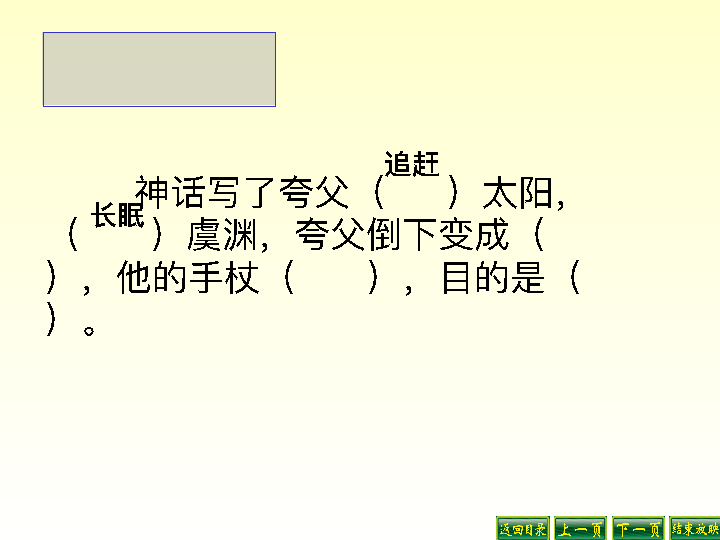 追赶
神话写了夸父（　　）太阳，
长眠
（　　）虞渊，夸父倒下变成（
），他的手杖（　　），目的是（
）。
返回目录 上一页 下一页 结束放映